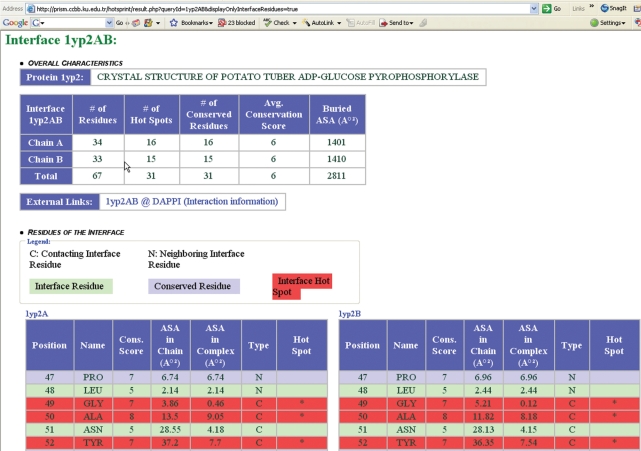 Address http://prism.ccbb.ku.edu.tr/hotsprint/result.php?queryId=1yp2AB&displayOnlyInterfaceResidues=true Go Links » SnagIt
Google G Go Bookmarks 23 blocked Check AutoLink AutoFill Send to Settings
Interface 1yp2AB:
OVERALL CHARACTERISTICS
Protein 1yp2: CRYSTAL STRUCTURE OF POTATO TUBER ADP-GLUCOSE PYROPHOSPHORYLASE
Interface 1yp2AB # of Residues # of Hot Spots # of Conserved Residues Avg. Conservation Score Buried ASA (A°²)
Chain A 34 16 16 6 1401
Chain B 33 15 15 6 1410
Total 67 31 31 6 2811
External Links: 1yp2AB @ DAPPI (Interaction information)
RESIDUES OF THE INTERFACE
Legend:
C: Contacting Interface Residue N: Neighboring Interface Residue
Interface Residue Conserved Residue Interface Hot Spot
1yp2A 1yp2B
Position Name Cons. Score ASA in Chain (A°²) ASA in Complex (A°²) Type Hot Spot Position Name Cons. Score ASA in Chain (A°²) ASA in Complex (A°²) Type Hot Spot
47 PRO 7 6.74 6.74 N 47 PRO 7 6.96 6.96 N
48 LEU 5 2.14 2.14 N 48 LEU 5 2.44 2.44 N
49 GLY 7 3.86 0.46 C * 49 GLY 7 5.21 0.12 C *
50 ALA 8 13.5 9.05 C * 50 ALA 8 11.82 8.18 C *
51 ASN 5 28.55 4.18 C 51 ASN 5 28.13 4.15 C
52 TYR 7 37.2 7.7 C * 52 TYR 7 36.35 7.54 C *